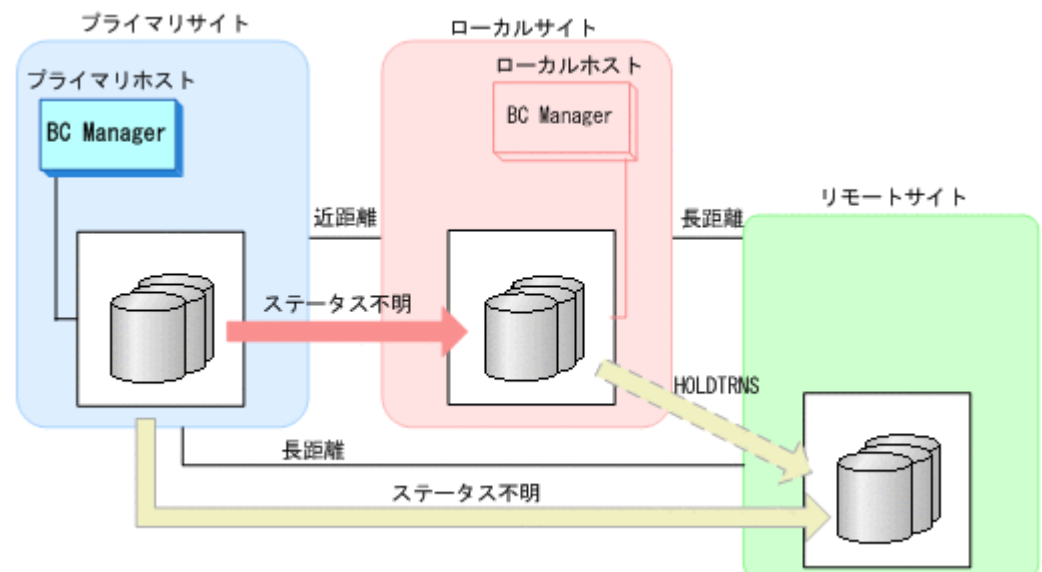 プライマリサイト
ローカルサイト
プライマリホスト
ローカルホスト
BC Manager
BC Manager
リモートサイト
近距離
長距離
ステータス不明
HOLDTRNS
長距離
ステータス不明